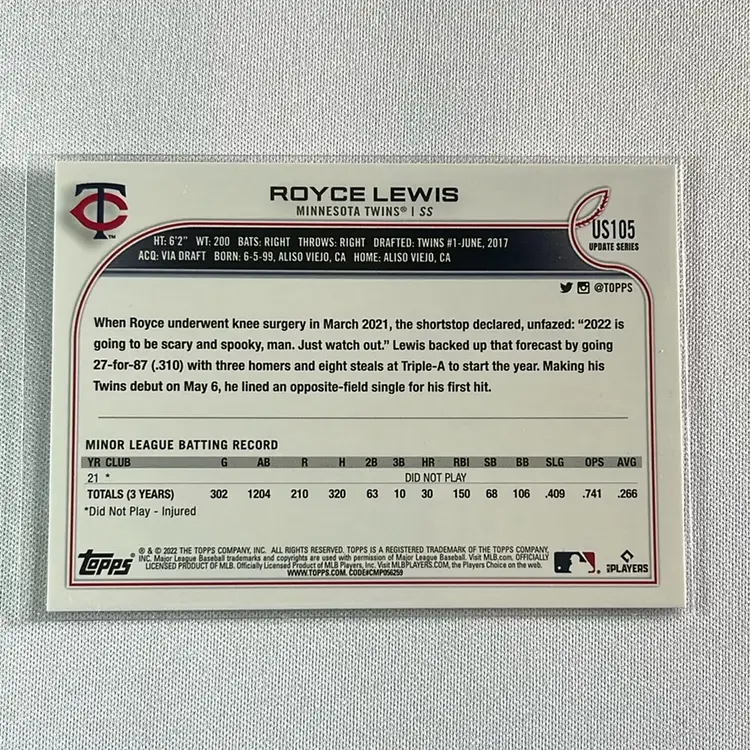 TC
TM
ROYCE LEWIS
MINNESOTA TWINS® | SS
US105
UPDATE SERIES
HT: 6'2" WT: 200 BATS: RIGHT THROWS: RIGHT DRAFTED: TWINS #1-JUNE, 2017
ACQ: VIA DRAFT BORN: 6-5-99, ALISO VIEJO, CA HOME: ALISO VIEJO, CA
@TOPPS
When Royce underwent knee surgery in March 2021, the shortstop declared, unfazed: “2022 is
going to be scary and spooky, man. Just watch out.” Lewis backed up that forecast by going
27-for-87 (.310) with three homers and eight steals at Triple-A to start the year. Making his
Twins debut on May 6, he lined an opposite-field single for his first hit.
MINOR LEAGUE BATTING RECORD
YR CLUB G AB R H 2B 3B HR RBI SB BB SLG OPS AVG
21 * DID NOT PLAY
TOTALS (3 YEARS) 302 1204 210 320 63 10 30 150 68 106 .409 .741 .266
*Did Not Play - Injured
Topps
® & © 2022 THE TOPPS COMPANY, INC. ALL RIGHTS RESERVED. TOPPS IS A REGISTERED TRADEMARK OF THE TOPPS COMPANY,
INC. Major League Baseball trademarks and copyrights are used with permission of Major League Baseball. Visit MLB.com. OFFICIALLY
LICENSED PRODUCT OF MLB. Officially Licensed Product of MLB Players, Inc. Visit MLBPLAYERS.COM, the Players Choice on the web.
WWW.TOPPS.COM. CODE#CMP056259
PLAYERS